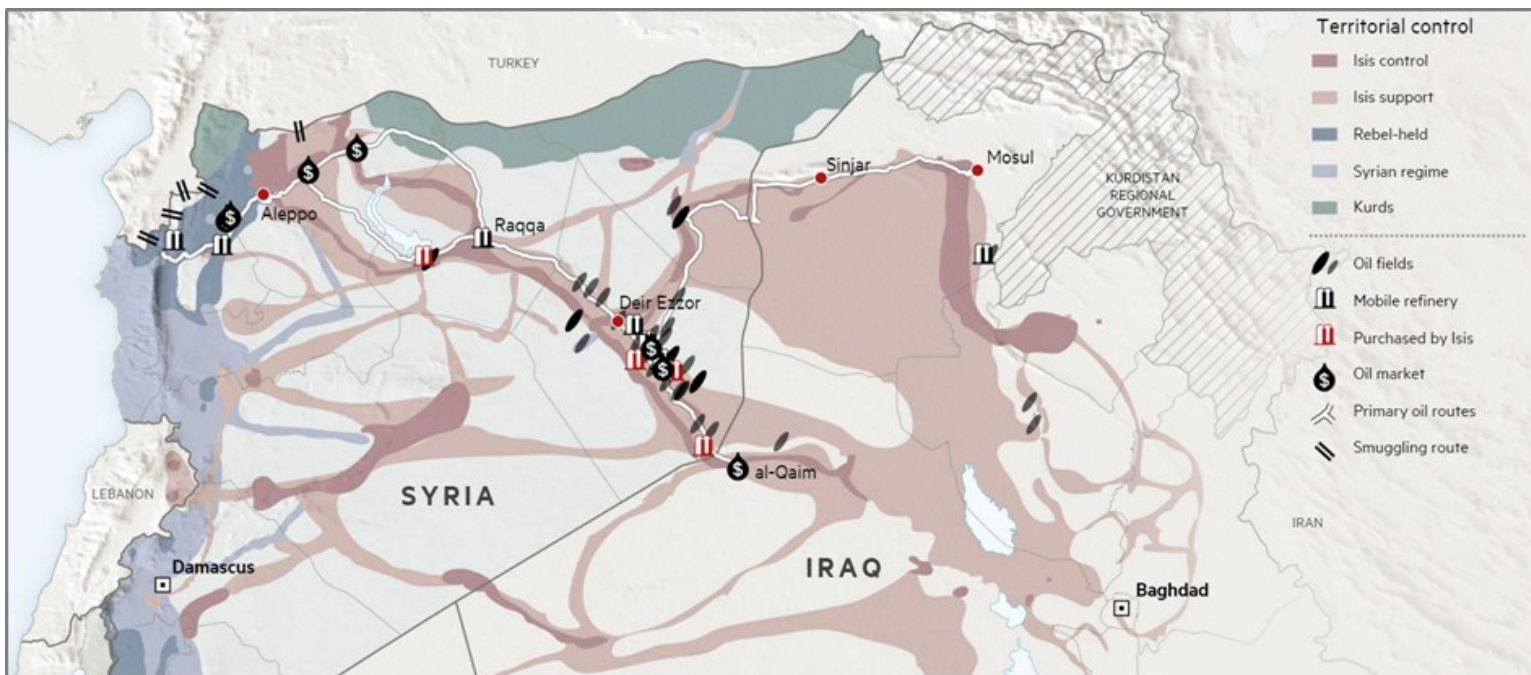 Territorial control
Isis control
Isis support
Rebel-held
Syrian regime
Kurds
Oil fields
Mobile refinery
Purchased by Isis
$ Oil market
Primary oil routes
Smuggling route
TURKEY
$
$
Sinjar
Mosul
KURDISTAN
REGIONAL
GOVERNMENT
Aleppo
$
Raqqa
Deir Ezzor
$
$
$ al-Qaim
SYRIA
LEBANON
IRAN
IRAQ
Damascus
Baghdad